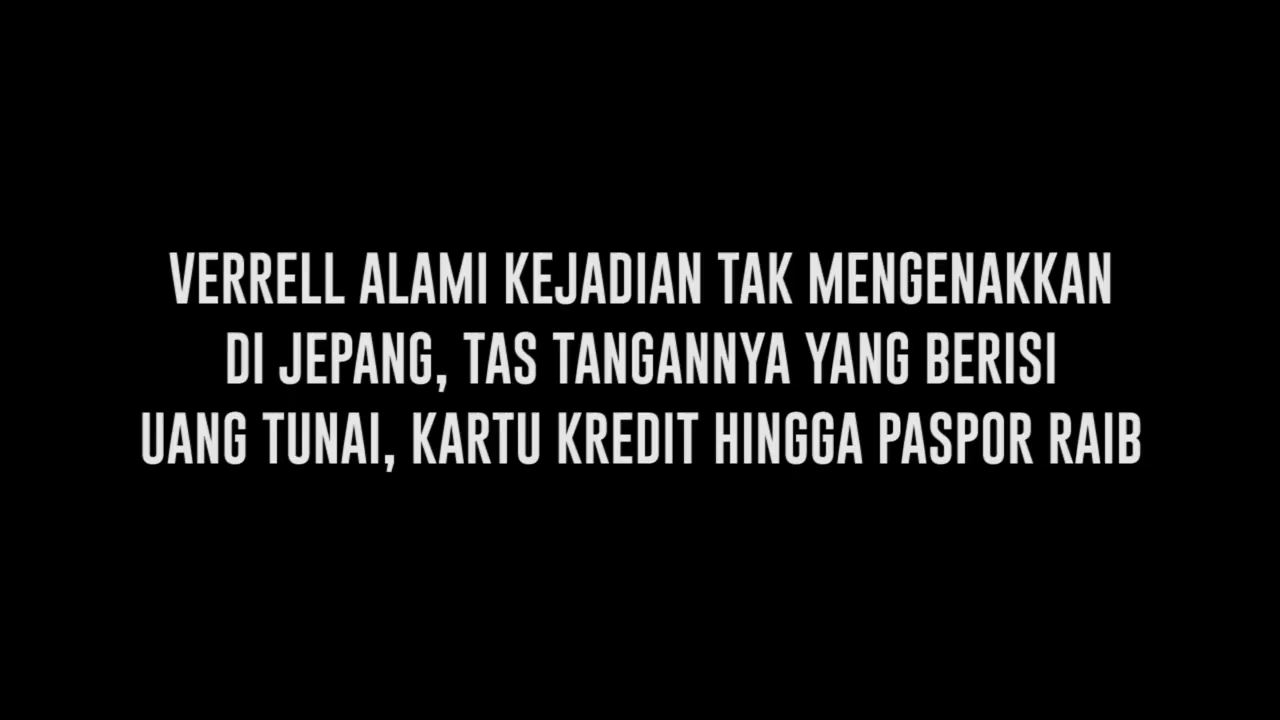 VERRELL ALAMI KEJADIAN TAK MENGENAKKAN
DI JEPANG, TAS TANGANNYA YANG BERISI
UANG TUNAI, KARTU KREDIT HINGGA PASPOR RAIB